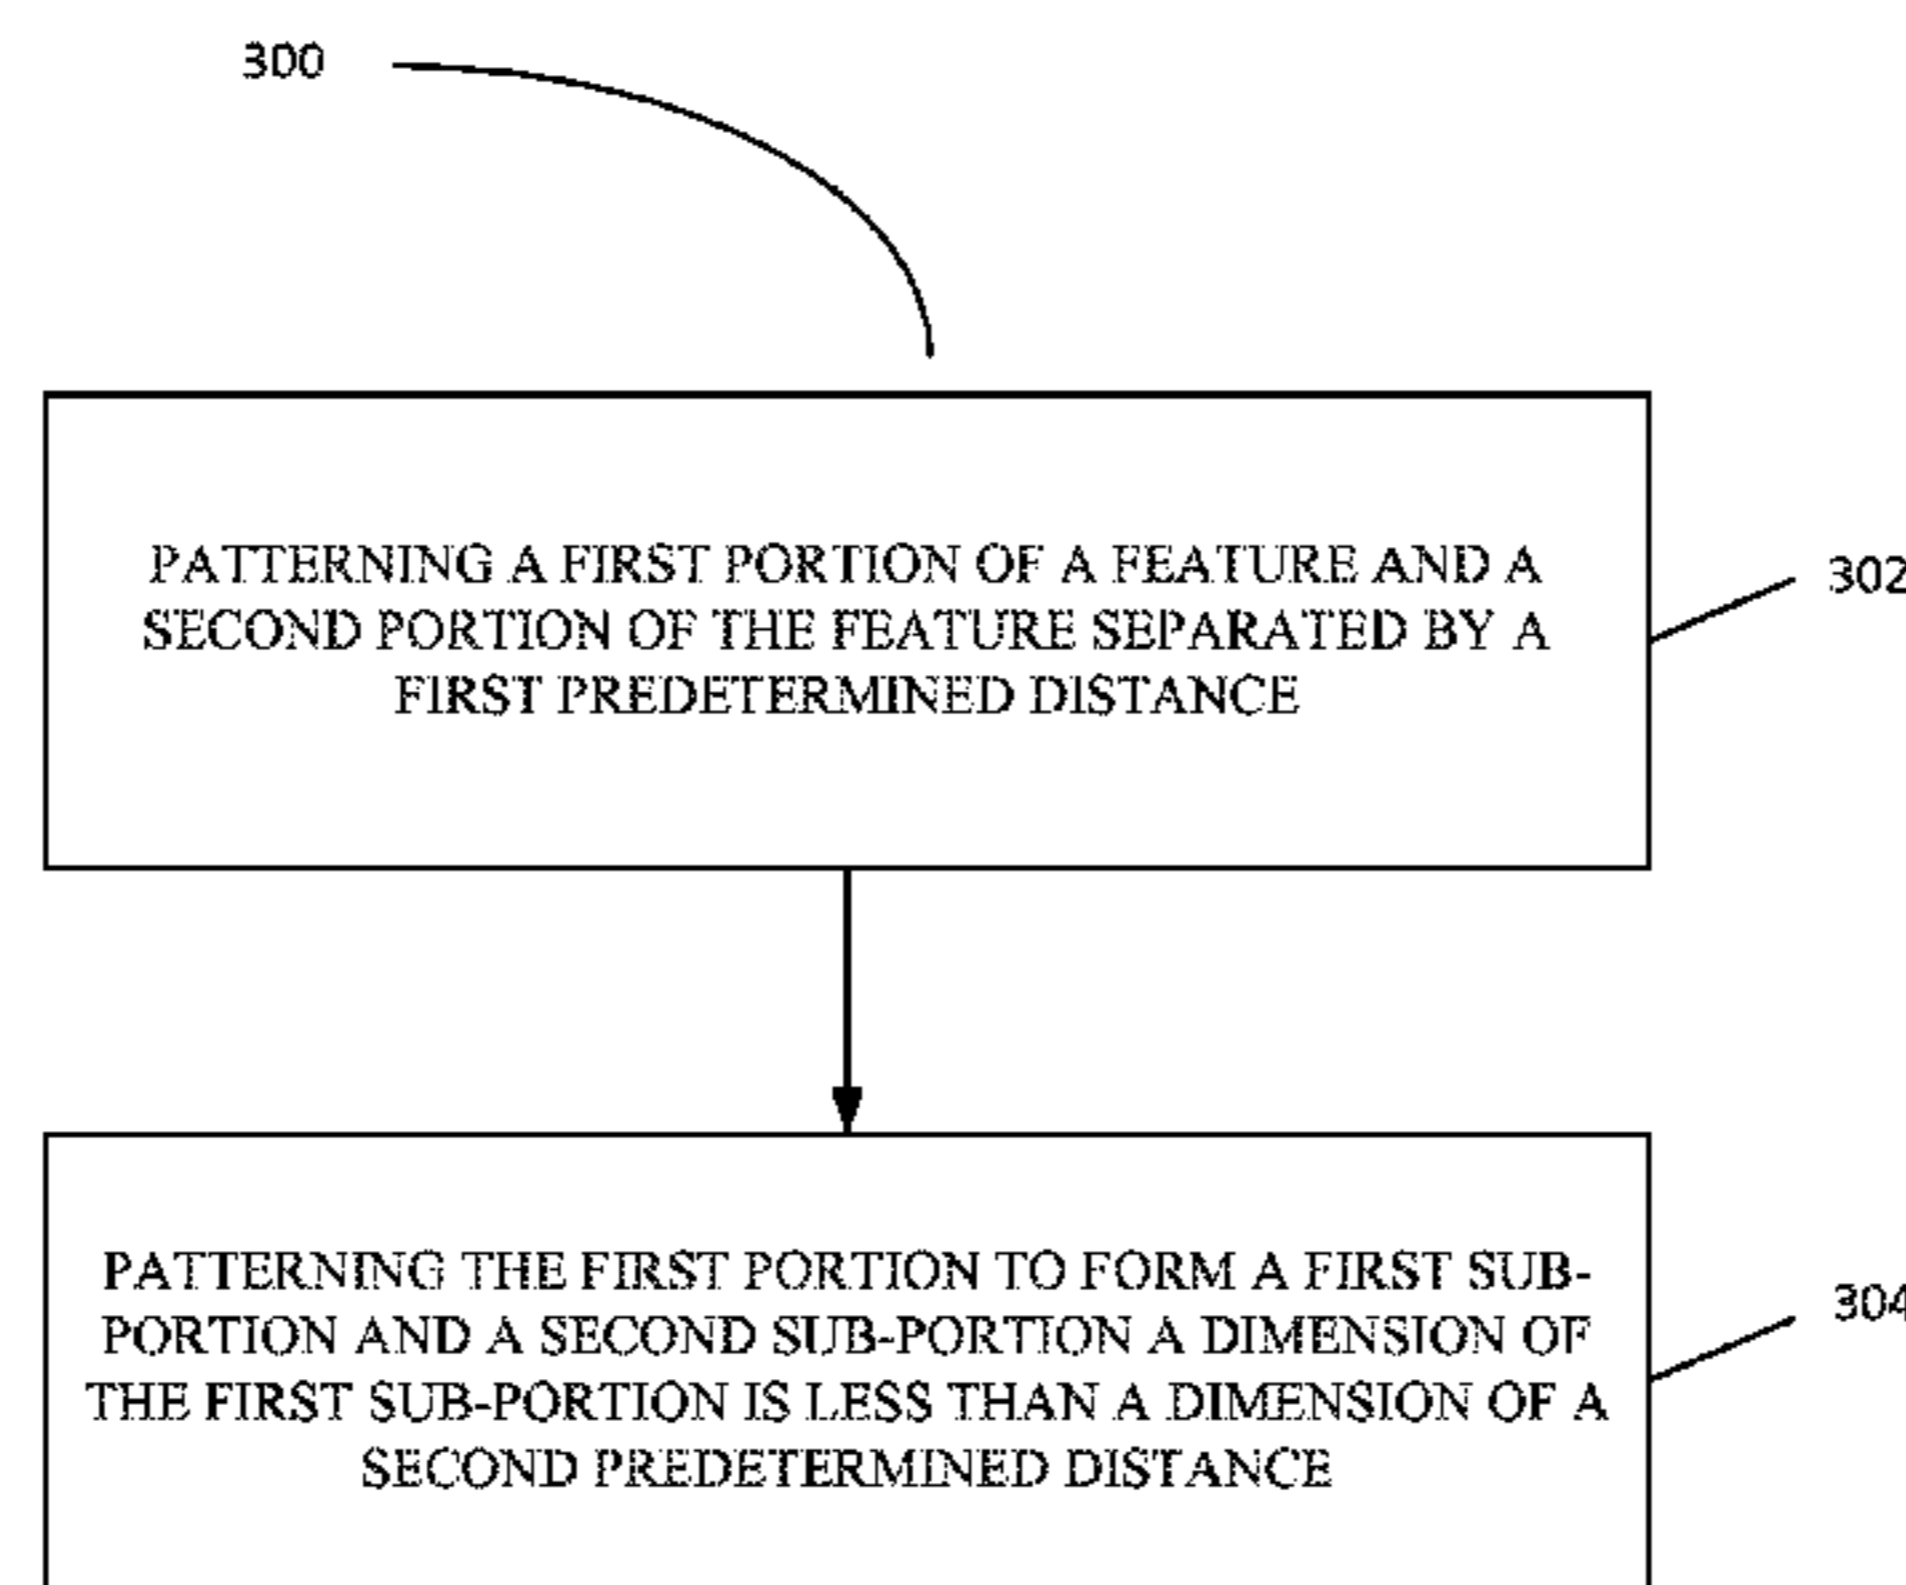 300
PATTERNING A FIRST PORTION OF A FEATURE AND A
SECOND PORTION OF THE FEATURE SEPARATED BY A
FIRST PREDETERMINED DISTANCE
302
PATTERNING THE FIRST PORTION TO FORM A FIRST SUB-
PORTION AND A SECOND SUB-PORTION A DIMENSION OF
THE FIRST SUB-PORTION IS LESS THAN A DIMENSION OF A
SECOND PREDETERMINED DISTANCE
304